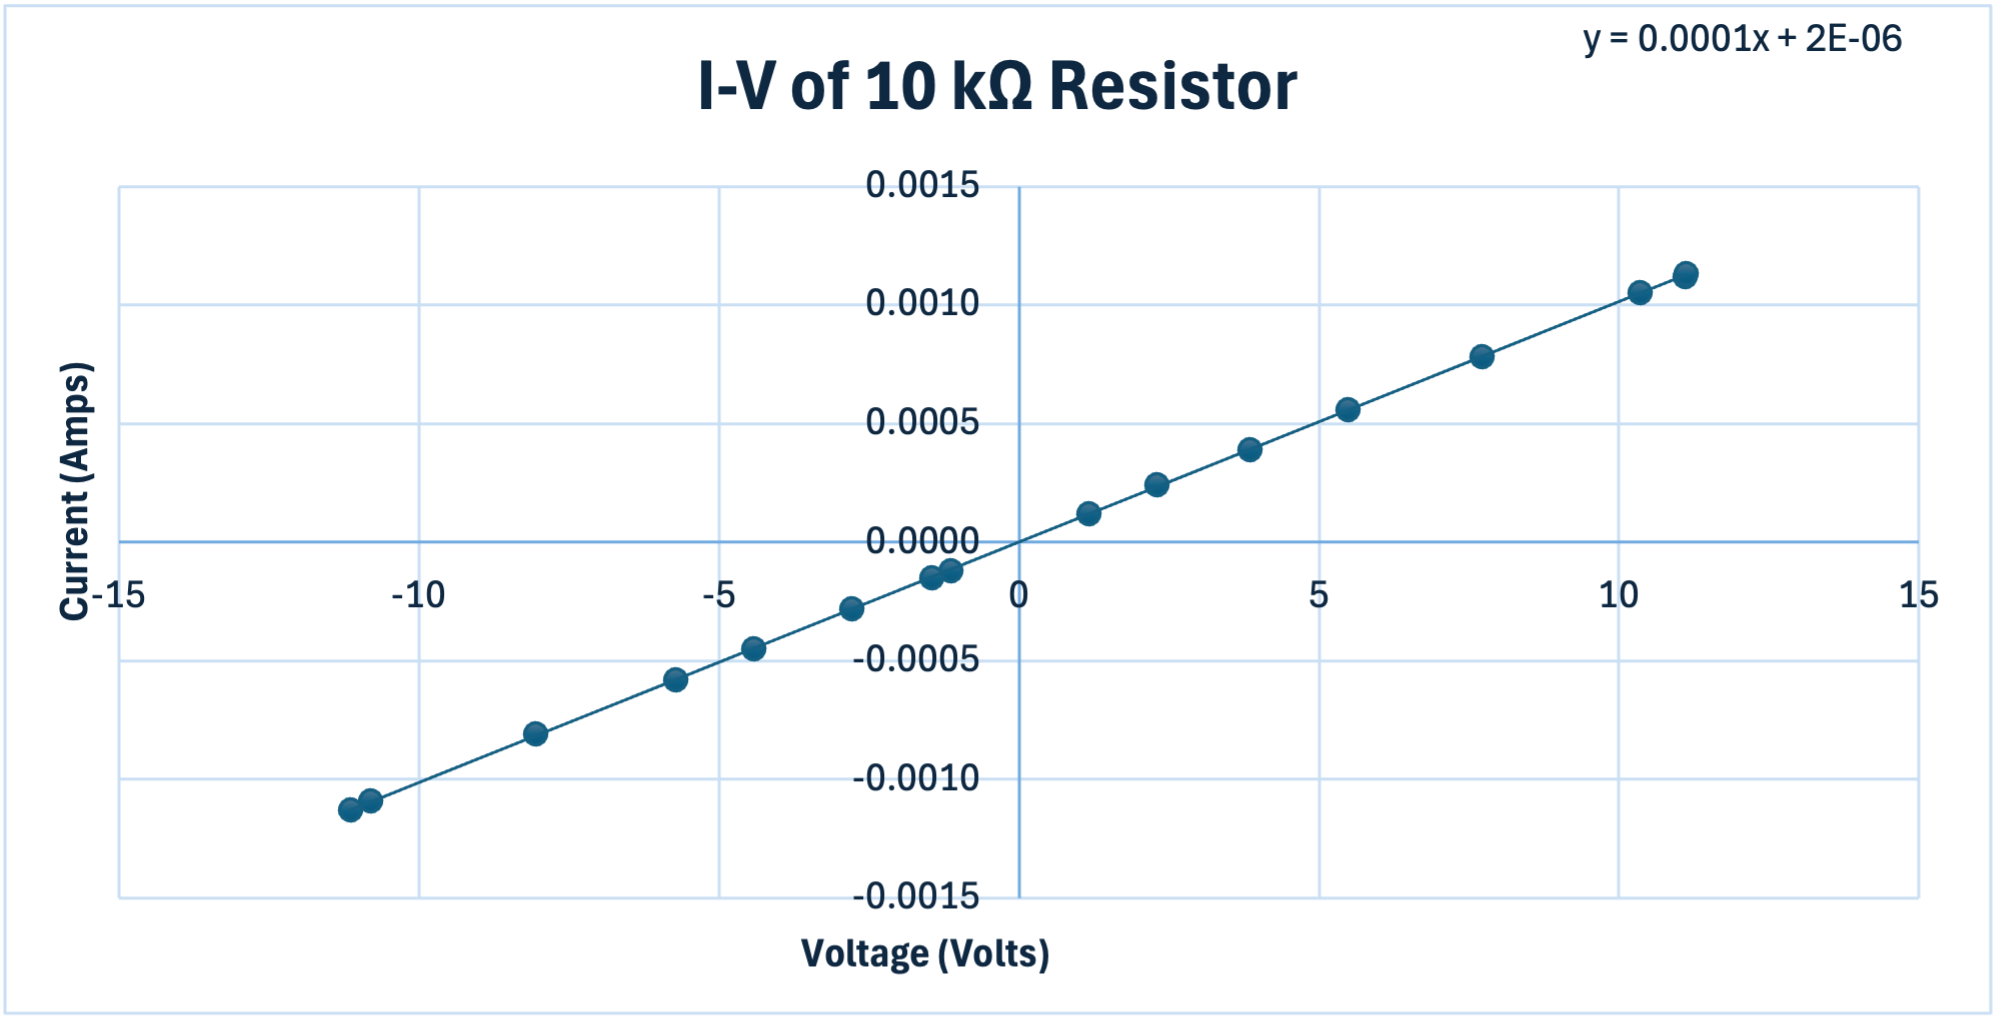 y = 0.0001x + 2E-06
I-V of 10 kΩ Resistor
0.0015
0.0010
0.0005
0.0000
-15 -10 -5 0 5 10 15
-0.0005
-0.0010
-0.0015
Current (Amps)
Voltage (Volts)